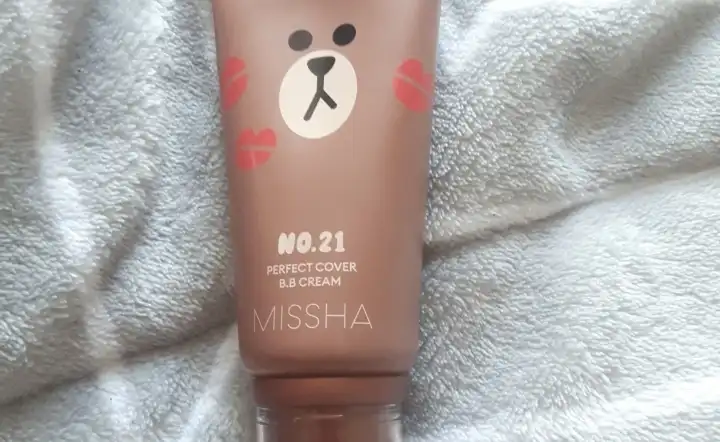 NO.21
PERFECT COVER
B.B CREAM
MISSHA